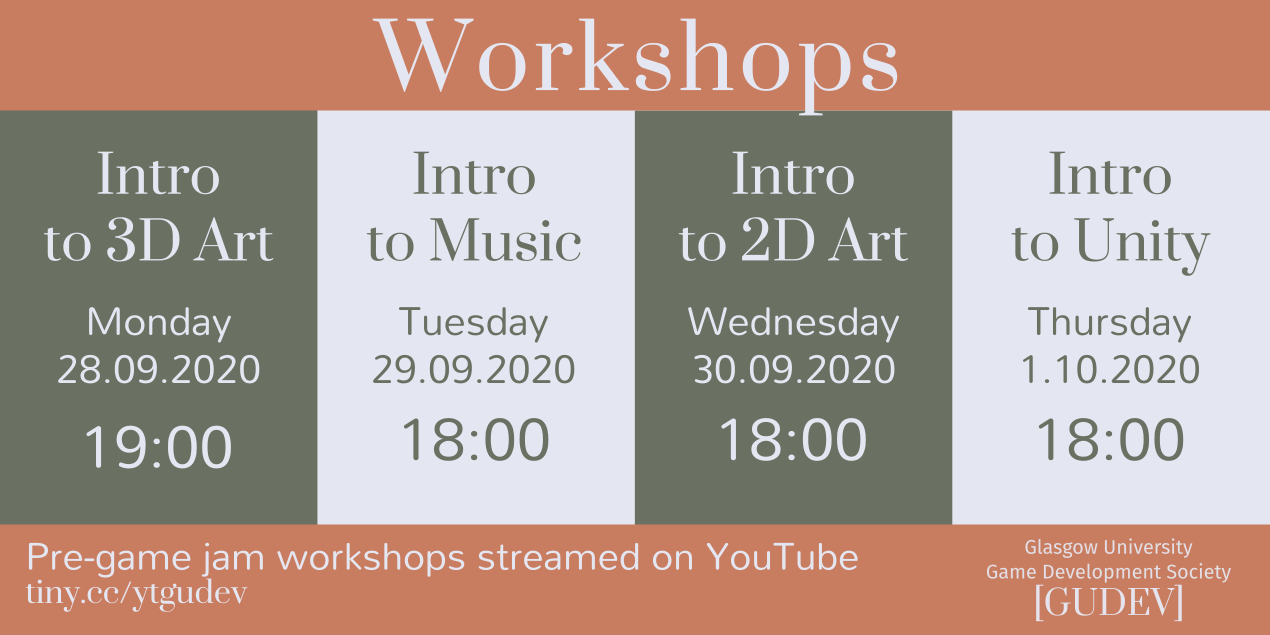 Workshops
Intro
to 3D Art
Monday
28.09.2020
19:00
Intro
to Music
Tuesday
29.09.2020
18:00
Intro
to 2D Art
Wednesday
30.09.2020
18:00
Intro
to Unity
Thursday
1.10.2020
18:00
Pre-game jam workshops streamed on YouTube
tiny.cc/ytgudev
Glasgow University
Game Development Society
[GUDEV]